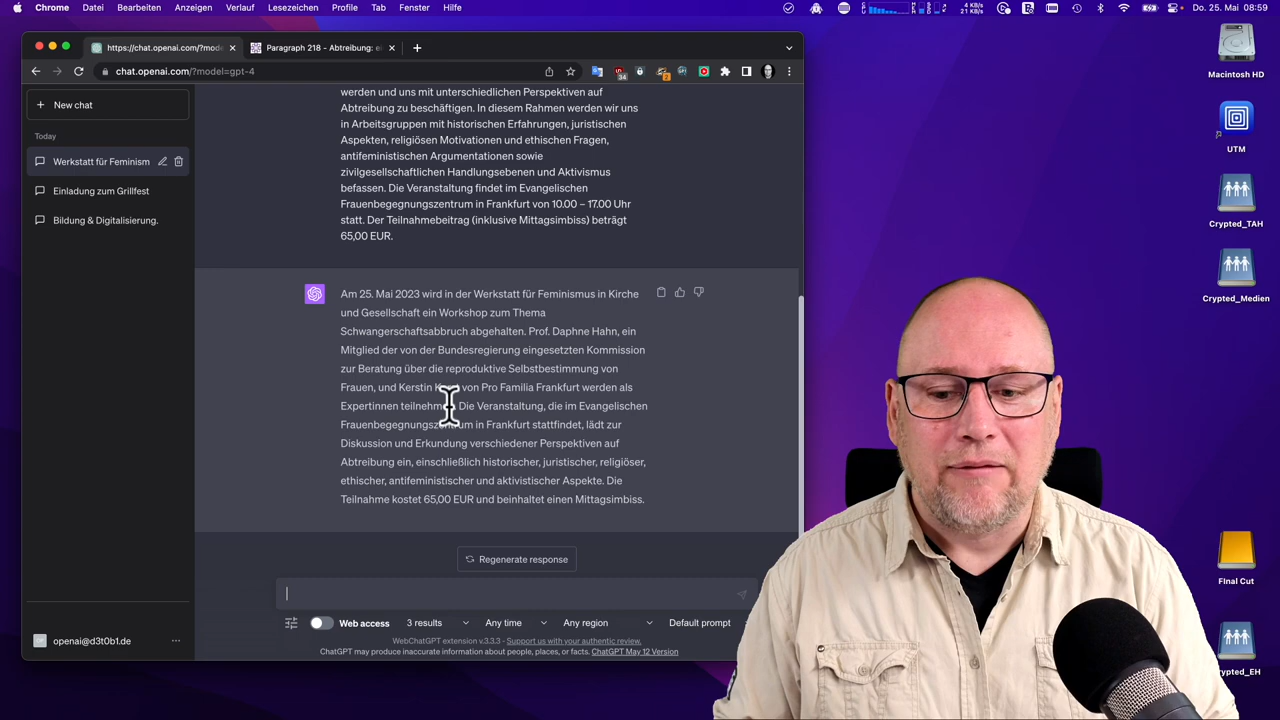 Chrome Datei Bearbeiten Darstellung Verlauf Lesezeichen Profile Tab Fenster Hilfe
4 KB/s
21 KB/s
Do. 25. Mai 08:59
https://chat.openai.com/?mode
Paragraph 218 - Abtreibung: e
chat.openai.com/?model=gpt-4
34
2
New chat
Today
Werkstatt für Feminism
Einladung zum Grillfest
Bildung & Digitalisierung.
werden und uns mit unterschiedlichen Perspektiven auf
Abtreibung zu beschäftigen. In diesem Rahmen werden wir uns
in Arbeitsgruppen mit historischen Erfahrungen, juristischen
Aspekten, religiösen Motivationen und ethischen Fragen,
antifeministischen Argumentationen sowie
zivilgesellschaftlichen Handlungsebenen und Aktivismus
befassen. Die Veranstaltung findet im Evangelischen
Frauenbegegnungszentrum in Frankfurt von 10.00 – 17.00 Uhr
statt. Der Teilnahmebeitrag (inklusive Mittagsimbiss) beträgt
65,00 EUR.
Am 25. Mai 2023 wird in der Werkstatt für Feminismus in Kirche
und Gesellschaft ein Workshop zum Thema
Schwangerschaftsabbruch abgehalten. Prof. Daphne Hahn, ein
Mitglied der von der Bundesregierung eingesetzten Kommission
zur Beratung über die reproduktive Selbstbestimmung von
Frauen, und Kerstin von Pro Familia Frankfurt werden als
Expertinnen teilnehmen. Die Veranstaltung, die im Evangelischen
Frauenbegegnungszentrum in Frankfurt stattfindet, lädt zur
Diskussion und Erkundung verschiedener Perspektiven auf
Abtreibung ein, einschließlich historischer, juristischer, religiöser,
ethischer, antifeministischer und aktivistischer Aspekte. Die
Teilnahme kostet 65,00 EUR und beinhaltet einen Mittagsimbiss.
Regenerate response
Web access 3 results Any time Any region Default prompt
WebChatGPT extension v.3.3.3 · Support us with your authentic review.
ChatGPT may produce inaccurate information about people, places, or facts. ChatGPT May 12 Version
openai@d3t0b1.de
Macintosh HD
UTM
Crypted_TAH
Crypted_Medien
FInal Cut
rypted_EH